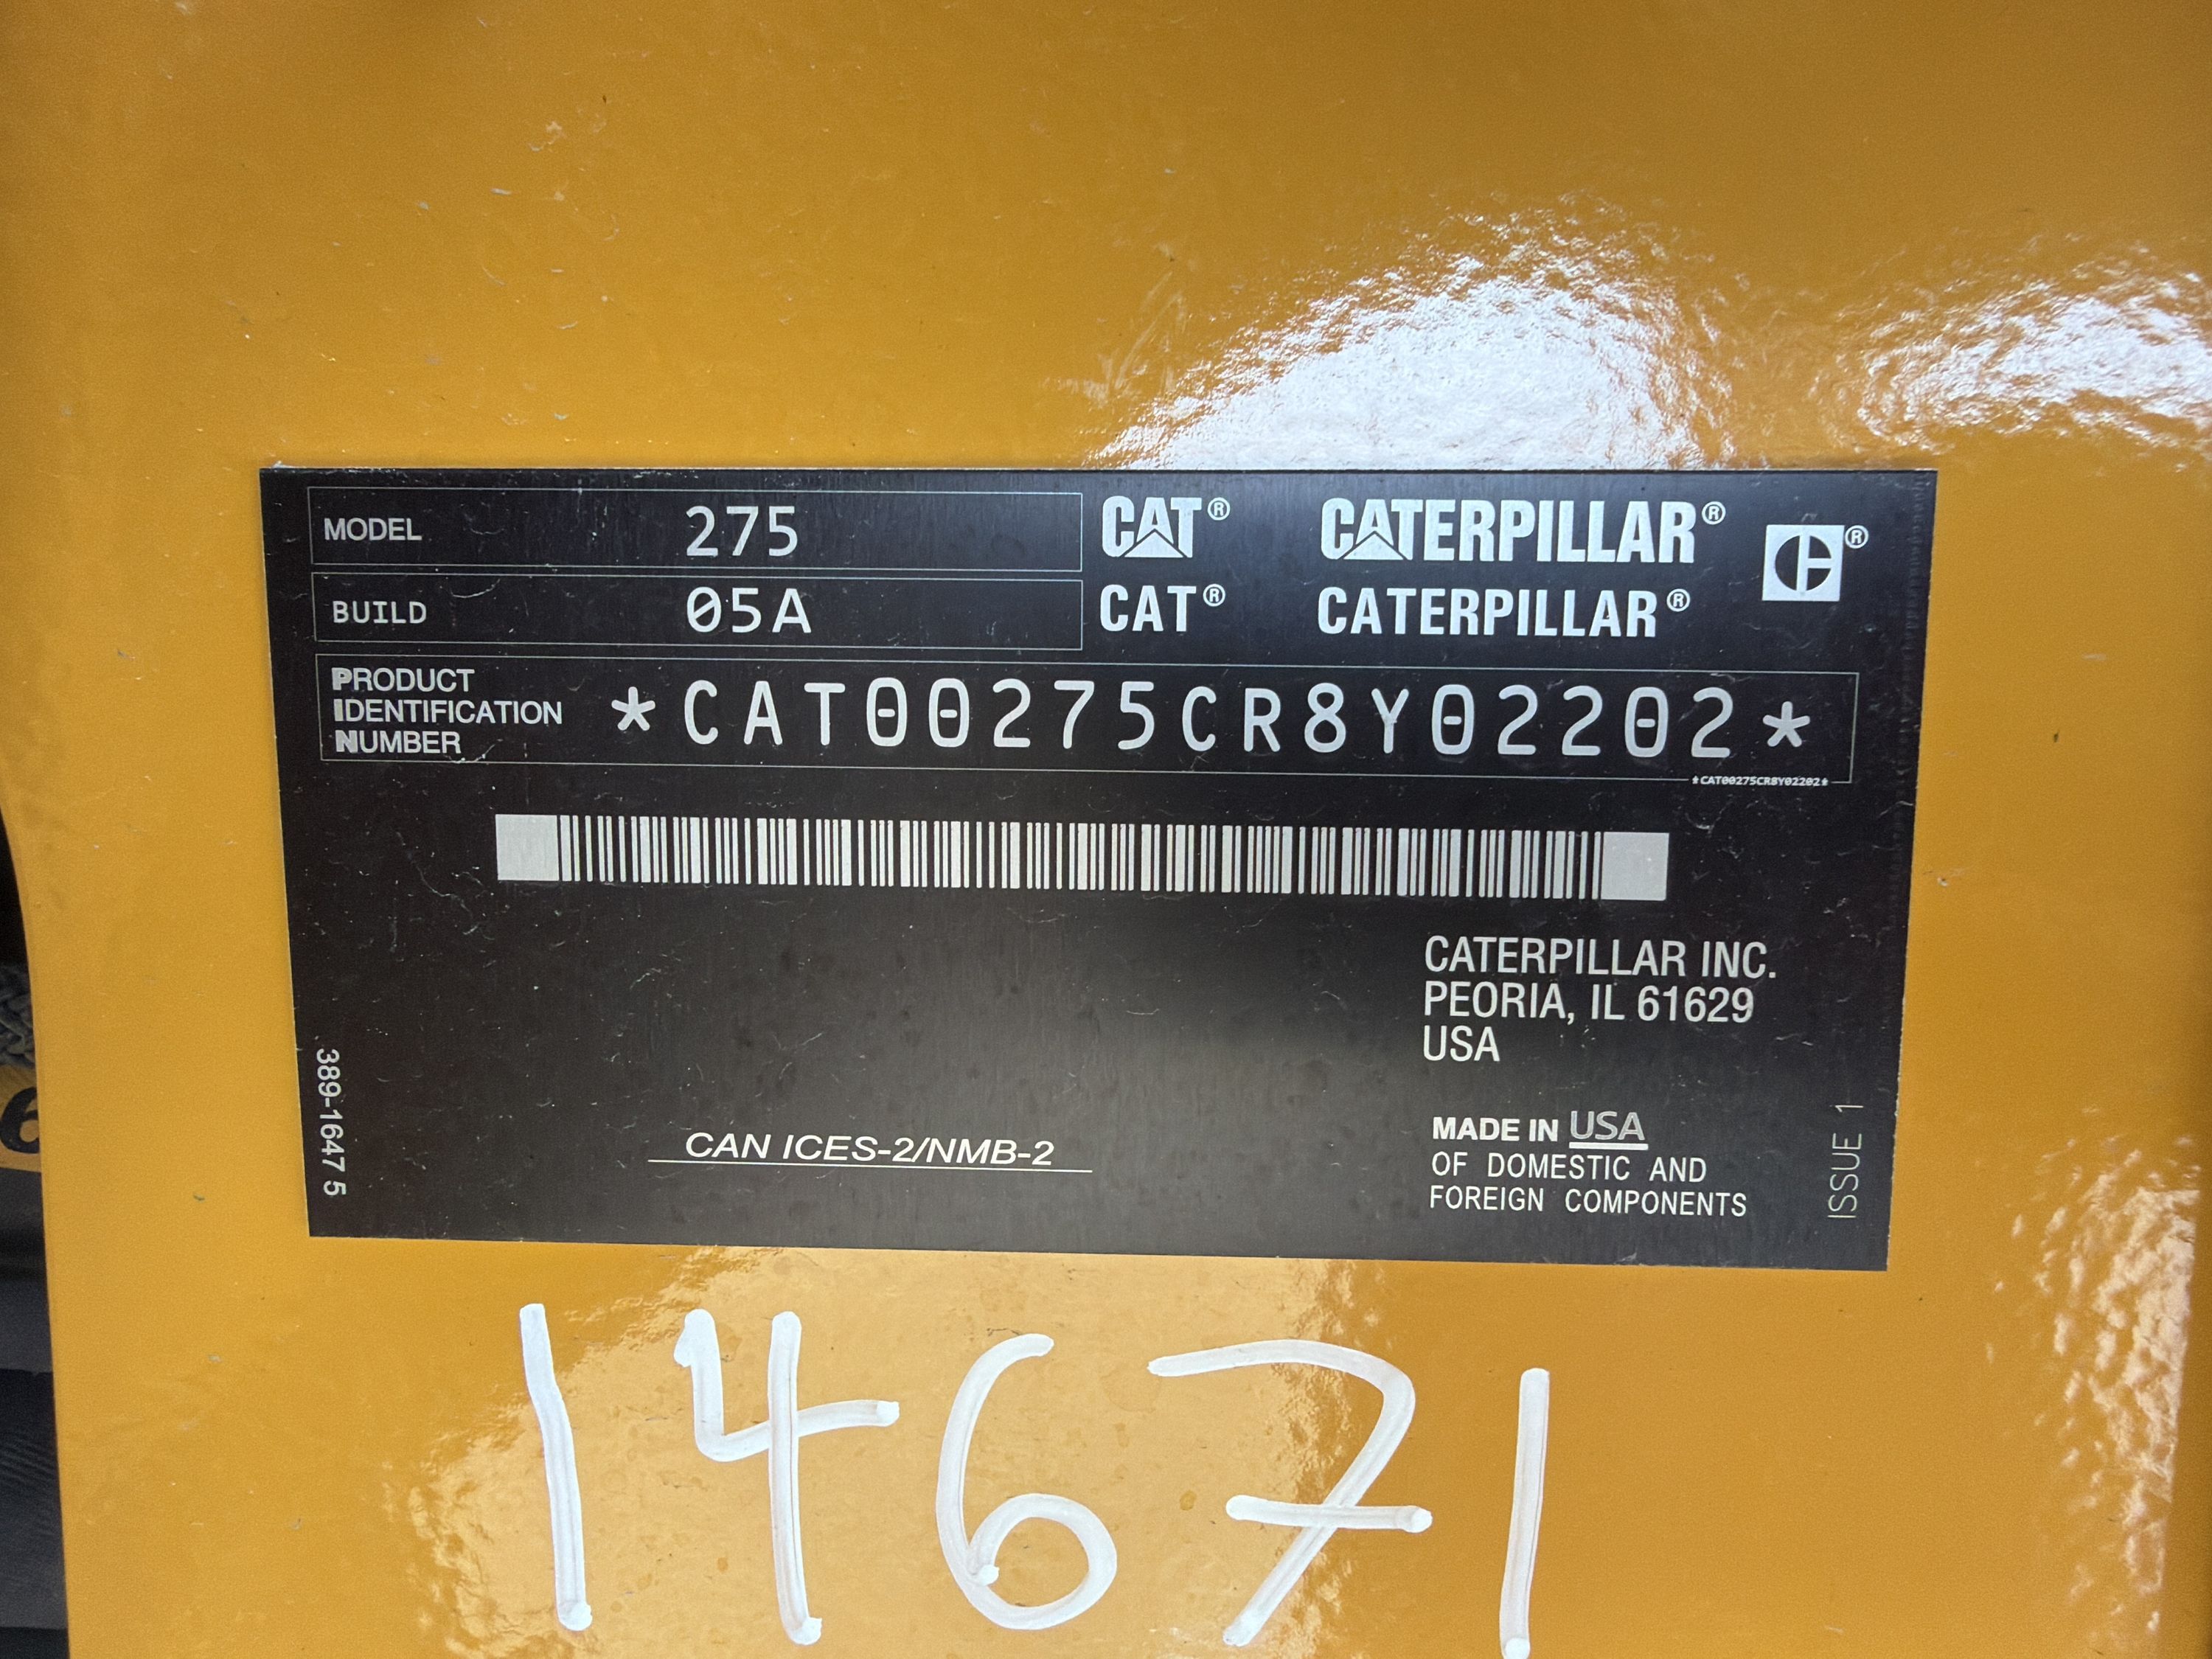 MODEL 275
BUILD 05A
CAT® CATERPILLAR® ®
CAT® CATERPILLAR®
PRODUCT
IDENTIFICATION
NUMBER
*CAT00275CR8Y02202*
*CAT00275CR8Y02202*
CATERPILLAR INC.
PEORIA, IL 61629
USA
389-1647 5
CAN ICES-2/NMB-2
MADE IN USA
OF DOMESTIC AND
FOREIGN COMPONENTS
ISSUE 1
14671
6